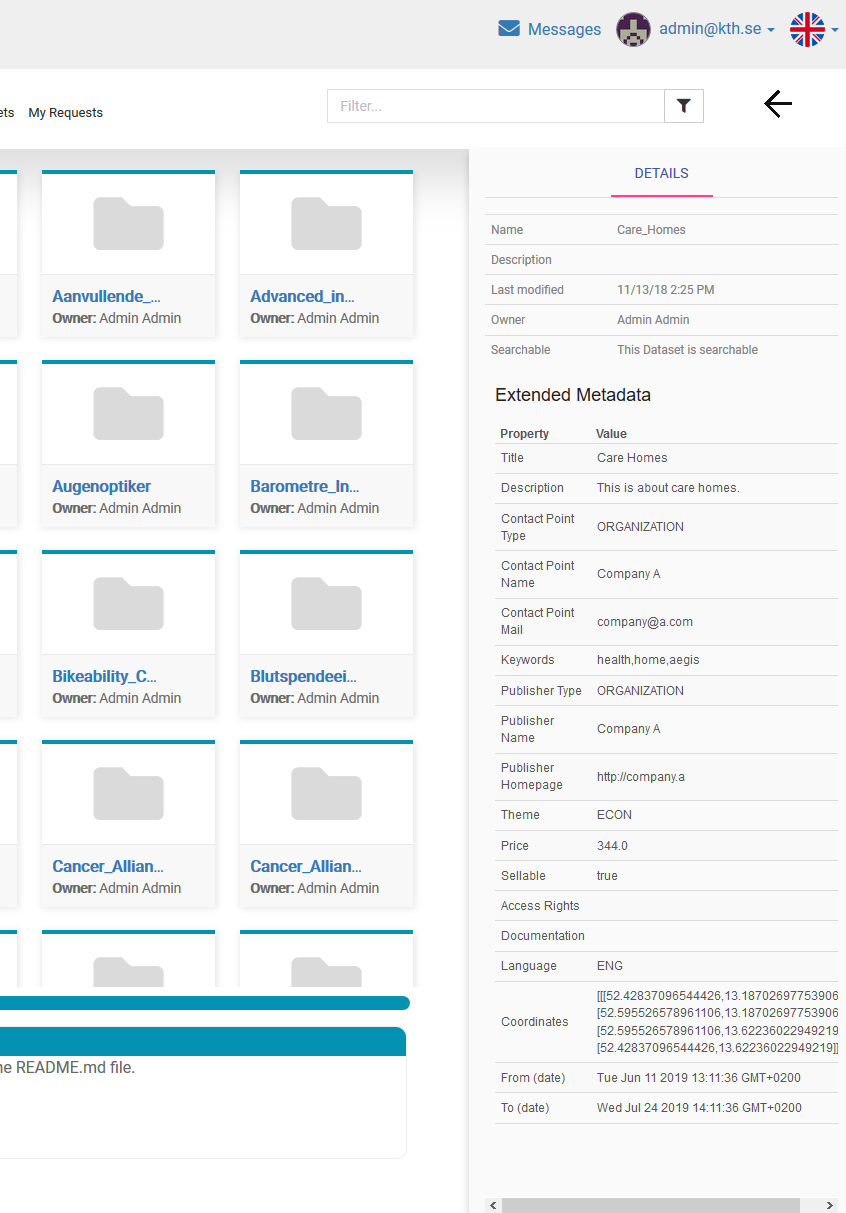 Messages admin@kth.se
ets My Requests
Filter...
Aanvullende_...
Owner: Admin Admin
Advanced_in...
Owner: Admin Admin
Augenoptiker
Owner: Admin Admin
Barometre_In...
Owner: Admin Admin
Bikeability_C...
Owner: Admin Admin
Blutspendeei...
Owner: Admin Admin
Cancer_Allian...
Owner: Admin Admin
Cancer_Allian...
Owner: Admin Admin
ne README.md file.
DETAILS
Name Care_Homes
Description
Last modified 11/13/18 2:25 PM
Owner Admin Admin
Searchable This Dataset is searchable
Extended Metadata
Property Value
Title Care Homes
Description This is about care homes.
Contact Point
Type
ORGANIZATION
Contact Point
Name
Company A
Contact Point
Mail
company@a.com
Keywords health,home,aegis
Publisher Type ORGANIZATION
Publisher
Name
Company A
Publisher
Homepage
http://company.a
Theme ECON
Price 344.0
Sellable true
Access Rights
Documentation
Language ENG
Coordinates
[[[52.42837096544426,13.18702697753906
[52.595526578961106,13.18702697753906
[52.595526578961106,13.62236022949219
[52.42837096544426,13.62236022949219]]
From (date) Tue Jun 11 2019 13:11:36 GMT+0200
To (date) Wed Jul 24 2019 14:11:36 GMT+0200